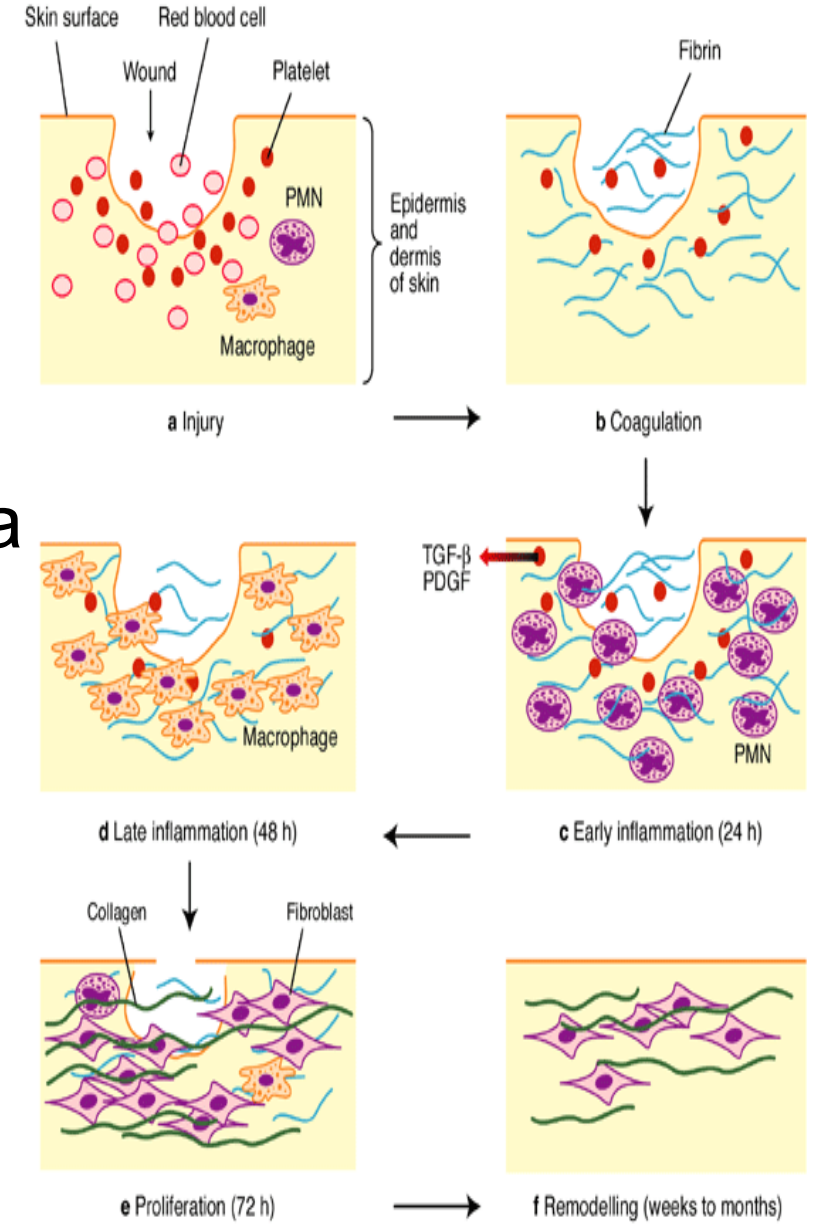 Skin surface
Red blood cell
Wound
Platelet
PMN
Macrophage
Epidermis
and
dermis
of skin
a Injury
Fibrin
b Coagulation
a
TGF-β
PDGF
PMN
c Early inflammation (24 h)
Macrophage
d Late inflammation (48 h)
Collagen
Fibroblast
e Proliferation (72 h)
f Remodelling (weeks to months)